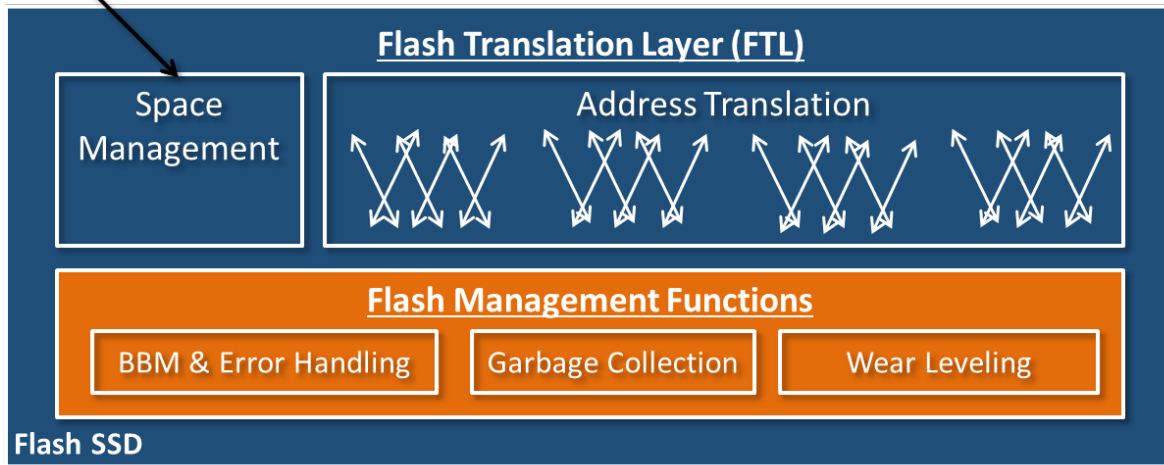 Flash Translation Layer (FTL)
Space
Management
Address Translation
Flash Management Functions
BBM & Error Handling
Garbage Collection
Wear Leveling
Flash SSD